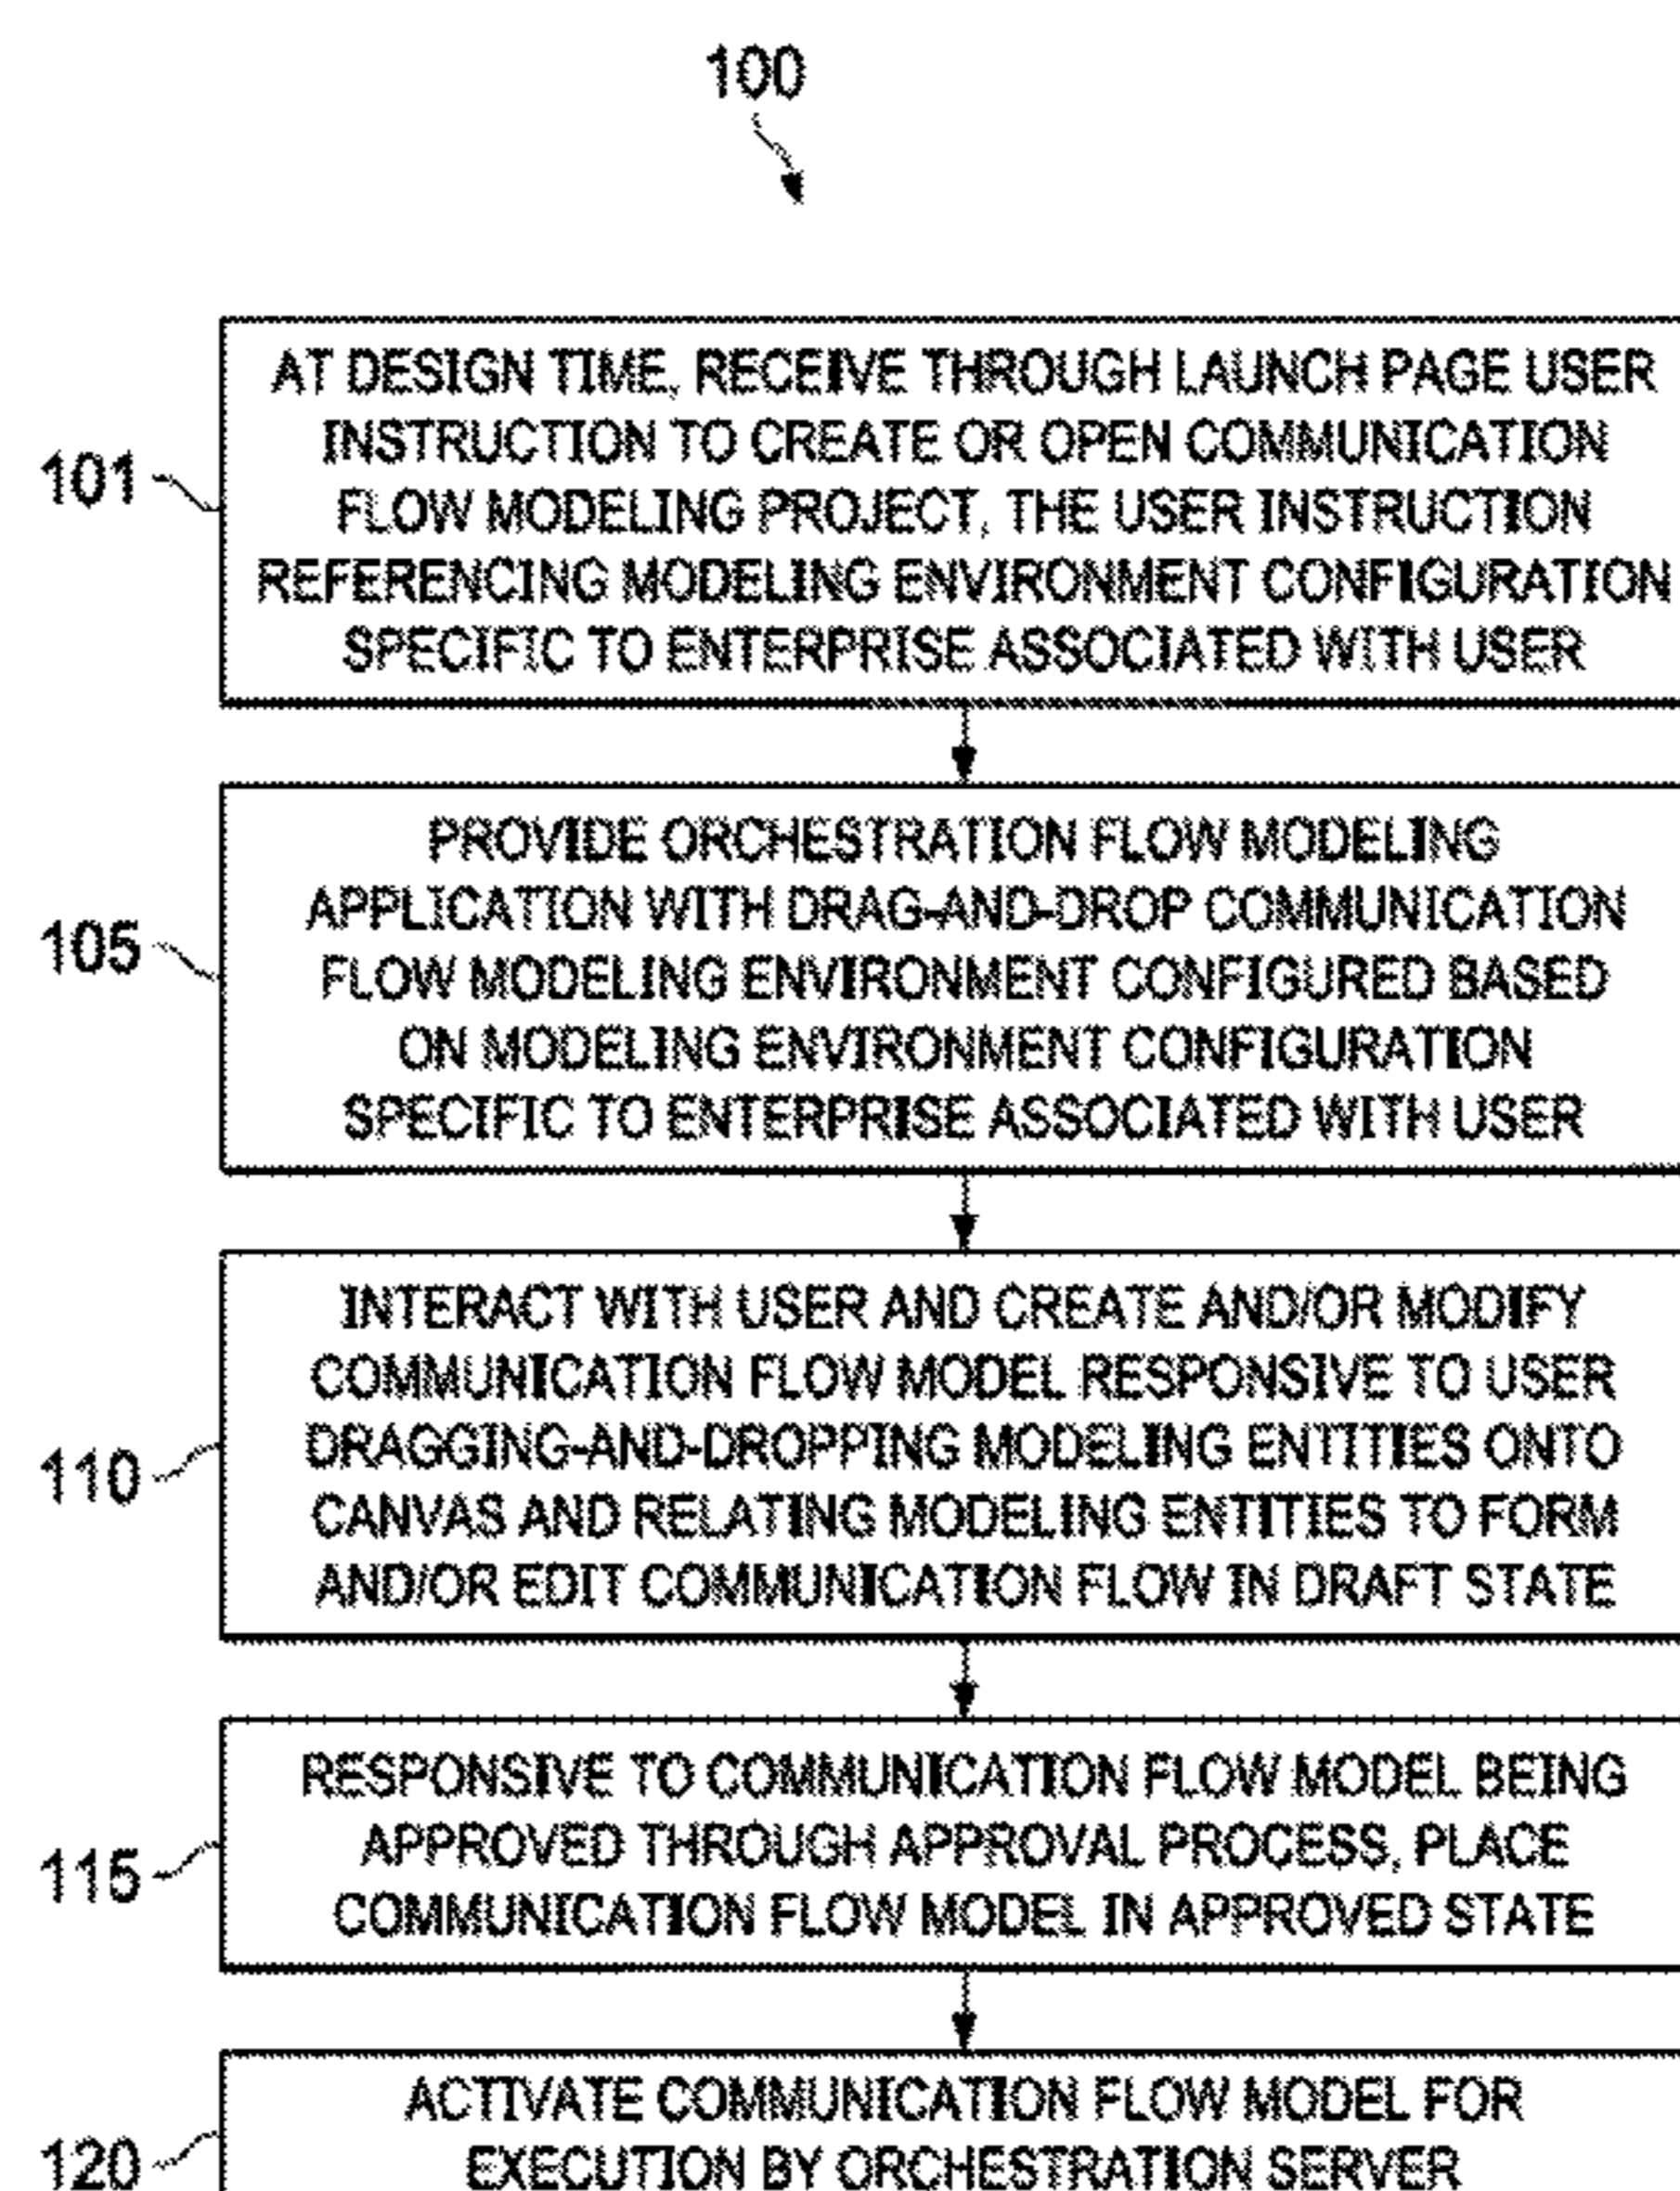 100
101
AT DESIGN TIME, RECEIVE THROUGH LAUNCH PAGE USER
INSTRUCTION TO CREATE OR OPEN COMMUNICATION
FLOW MODELING PROJECT, THE USER INSTRUCTION
REFERENCING MODELING ENVIRONMENT CONFIGURATION
SPECIFIC TO ENTERPRISE ASSOCIATED WITH USER
105
PROVIDE ORCHESTRATION FLOW MODELING
APPLICATION WITH DRAG-AND-DROP COMMUNICATION
FLOW MODELING ENVIRONMENT CONFIGURED BASED
ON MODELING ENVIRONMENT CONFIGURATION
SPECIFIC TO ENTERPRISE ASSOCIATED WITH USER
110
INTERACT WITH USER AND CREATE AND/OR MODIFY
COMMUNICATION FLOW MODEL RESPONSIVE TO USER
DRAGGING-AND-DROPPING MODELING ENTITIES ONTO
CANVAS AND RELATING MODELING ENTITIES TO FORM
AND/OR EDIT COMMUNICATION FLOW IN DRAFT STATE
115
RESPONSIVE TO COMMUNICATION FLOW MODEL BEING
APPROVED THROUGH APPROVAL PROCESS, PLACE
COMMUNICATION FLOW MODEL IN APPROVED STATE
120
ACTIVATE COMMUNICATION FLOW MODEL FOR
EXECUTION BY ORCHESTRATION SERVER